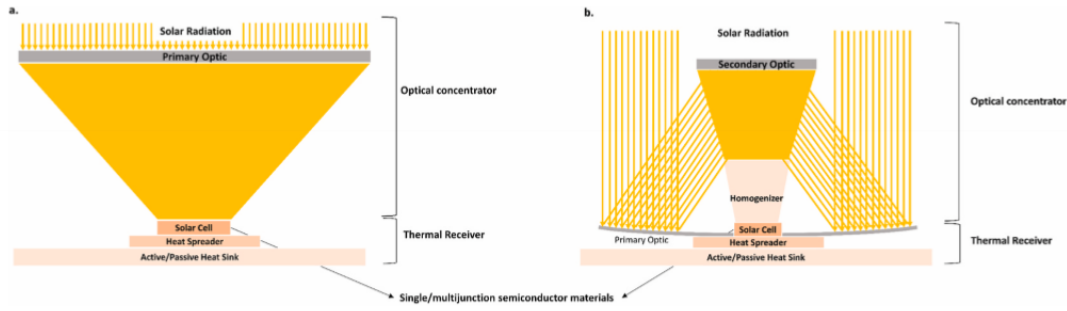 a.
Solar Radiation
Primary Optic
Optical concentrator
Solar Cell
Thermal Receiver
Heat Spreader
Active/Passive Heat Sink
b.
Solar Radiation
Secondary Optic
Optical concentrator
Homogenizer
Solar Cell
Primary Optic
Heat Spreader
Thermal Receiver
Active/Passive Heat Sink
Single/multijunction semiconductor materials